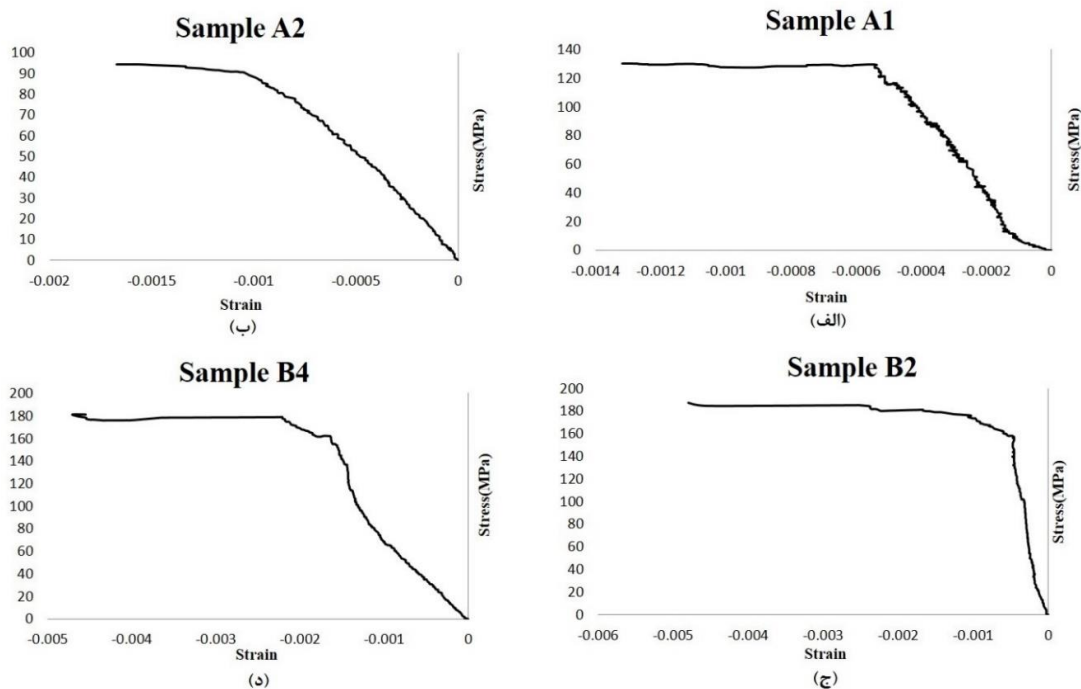 Sample A2
100
90
80
70
60
50
40
30
20
10
0
-0.002 -0.0015 -0.001 -0.0005 0
Stress(MPa)
Strain
(ب)
Sample A1
140
120
100
80
60
40
20
0
-0.0014 -0.0012 -0.001 -0.0008 -0.0006 -0.0004 -0.0002 0
Stress(MPa)
Strain
(الف)
Sample B4
200
180
160
140
120
100
80
60
40
20
0
-0.005 -0.004 -0.003 -0.002 -0.001 0
Stress(MPa)
Strain
(د)
Sample B2
200
180
160
140
120
100
80
60
40
20
0
-0.006 -0.005 -0.004 -0.003 -0.002 -0.001 0
Stress(MPa)
Strain
(ج)